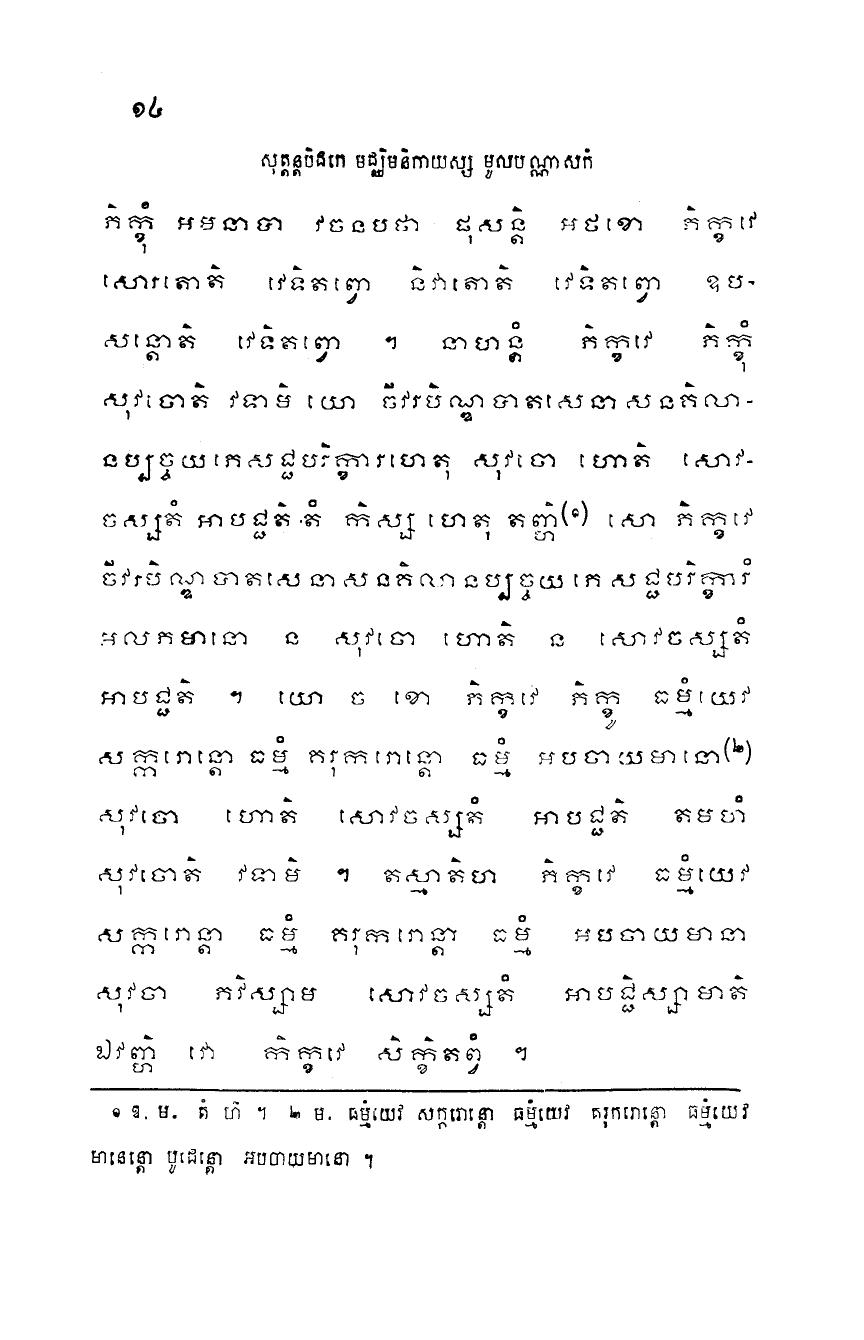 ១៤
សុត្តន្តបិដកេ មជ្ឈិមនិកាយស្ស មូលបណ្ណាសកំ
ភិក្ខុំ អមនាបា វចនបថា ផុសន្តិ អថខោ ភិក្ខវេ
សោរតោតិ វេទិតព្វោ និវាតោតិ វេទិតព្វោ ឧប-
សន្តោតិ វេទិតព្វោ ។ នាហន្តំ ភិក្ខវេ ភិក្ខុំ
សុវចោតិ វទាមិ យោ ចីវរបិណ្ឌបាតសេនាសនគិលា-
នប្បច្ចយភេសជ្ជបរិក្ខារហេតុ សុវចោ ហោតិ សោវ-
ចស្សតំ អាបជ្ជតិ តំ កិស្ស ហេតុ តញ្ហិ(១) សោ ភិក្ខវេ
ចីវរបិណ្ឌបាតសេនាសនគិលានប្បច្ចយភេសជ្ជបរិក្ខារំ
អលភមានោ ន សុវចោ ហោតិ ន សោវចស្សតំ
អាបជ្ជតិ ។ យោ ច ខោ ភិក្ខវេ ភិក្ខុ ធម្មំយេវ
សក្ករោន្តោ ធម្មំ គរុករោន្តោ ធម្មំ អបចាយមានោ(២)
សុវចោ ហោតិ សោវចស្សតំ អាបជ្ជតិ តមហំ
សុវចោតិ វទាមិ ។ តស្មាតិហ ភិក្ខវេ ធម្មំយេវ
សក្ករោន្តា ធម្មំ គរុករោន្តា ធម្មំ អបចាយមានា
សុវចា ភវិស្សាម សោវចស្សតំ អាបជ្ជិស្សាមាតិ
ឯវញ្ហិ វោ ភិក្ខវេ សិក្ខិតព្វំ ។
១ ឱ. ម. តំ ហិ ។ ២ ម. ធម្មំយេវ សក្ករោន្តោ ធម្មំយេវ គរុករោន្តោ ធម្មំយេវ
មានេន្តោ បូជេន្តោ អបចាយមានោ ។